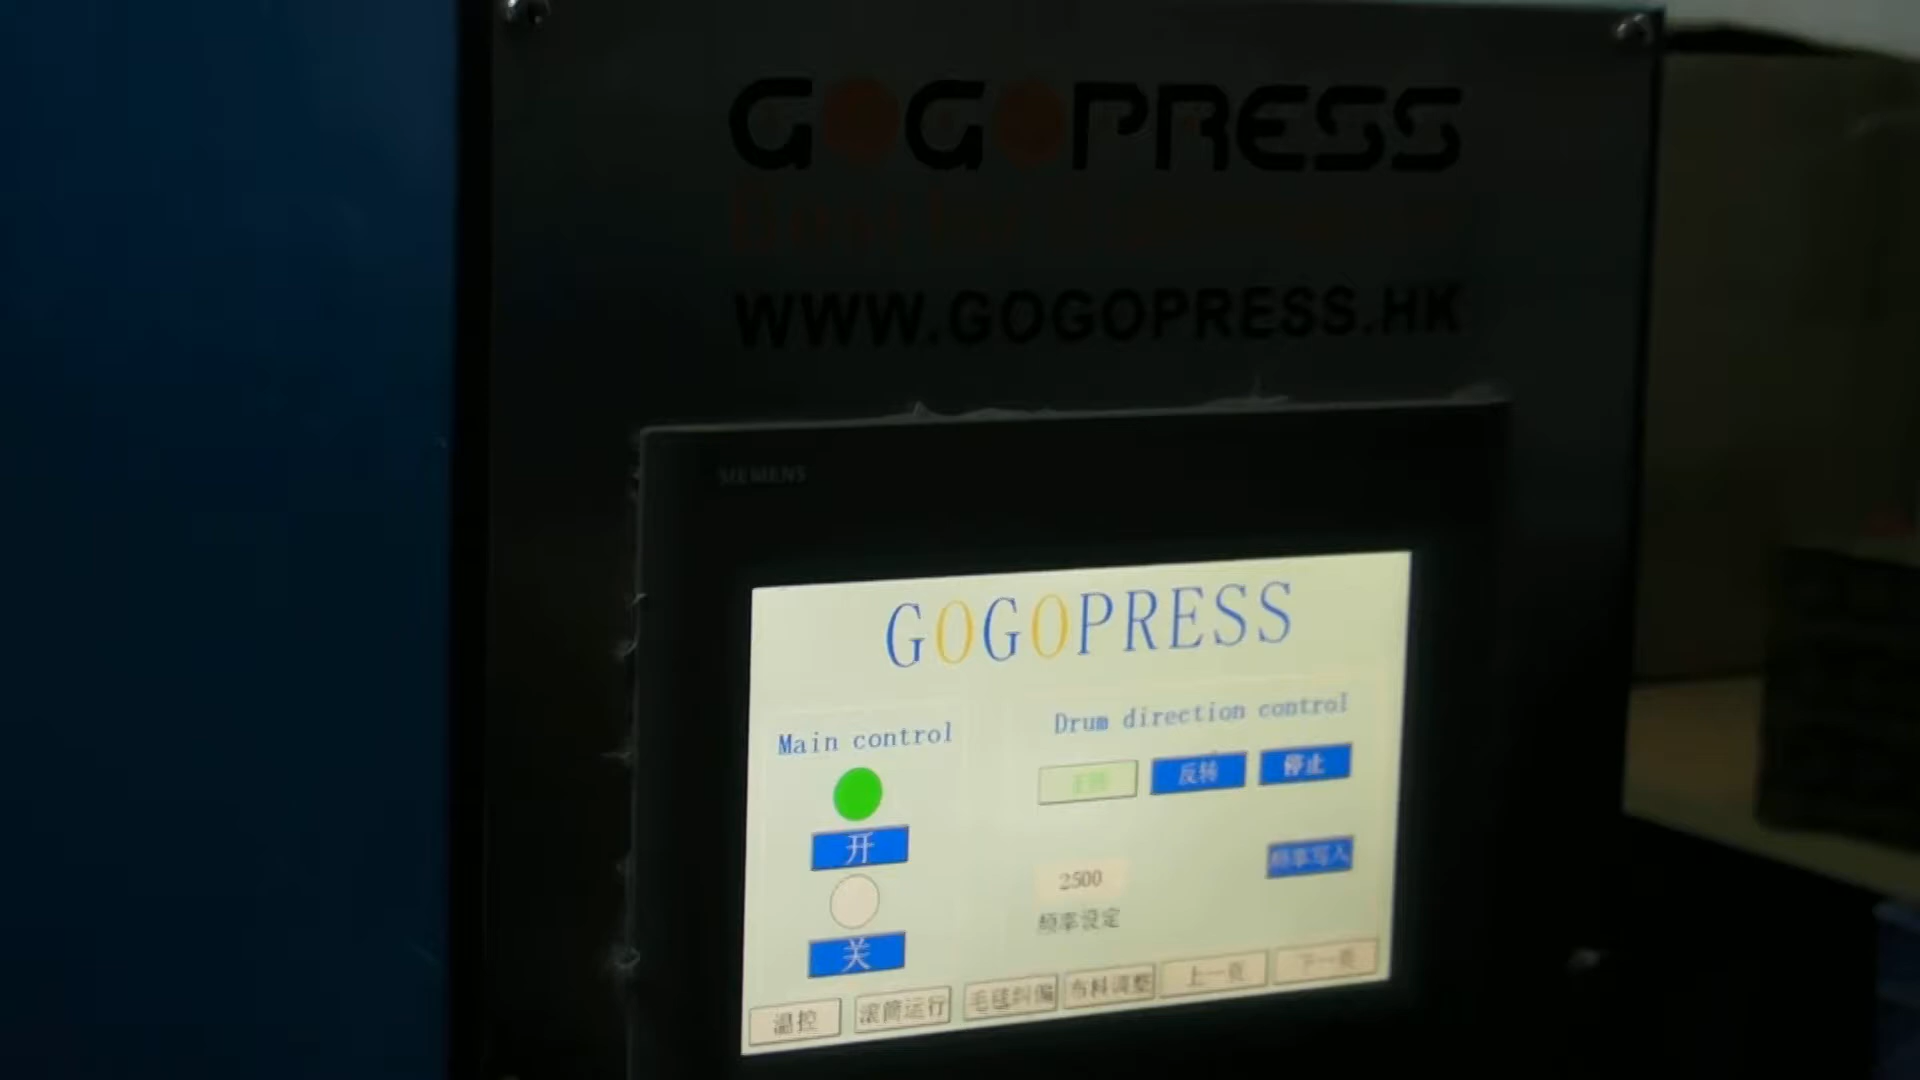 GOGOPRESS
WWW.GOGOPRESS.HK
SIEMENS
GOGOPRESS
Main control
Drum direction control
反转 停止
开
2500
频率写入
频率设定
关
温控 滚筒运行 毛毯纠偏 布料调整 上一页 下一页